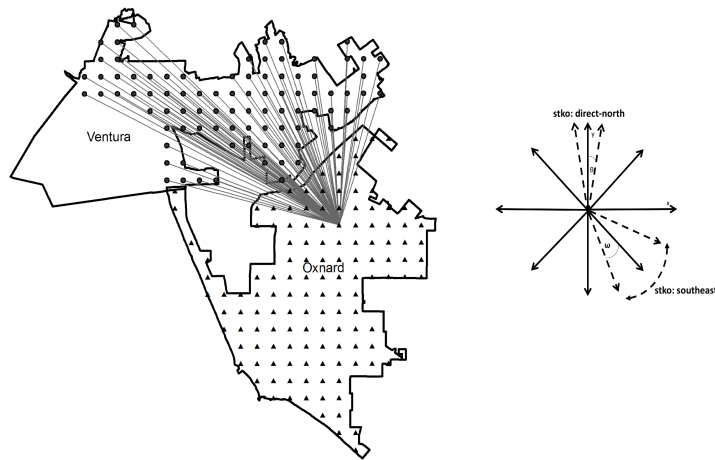 Ventura
Oxnard
stko: direct-north
y
θ
x
ω
stko: southeast